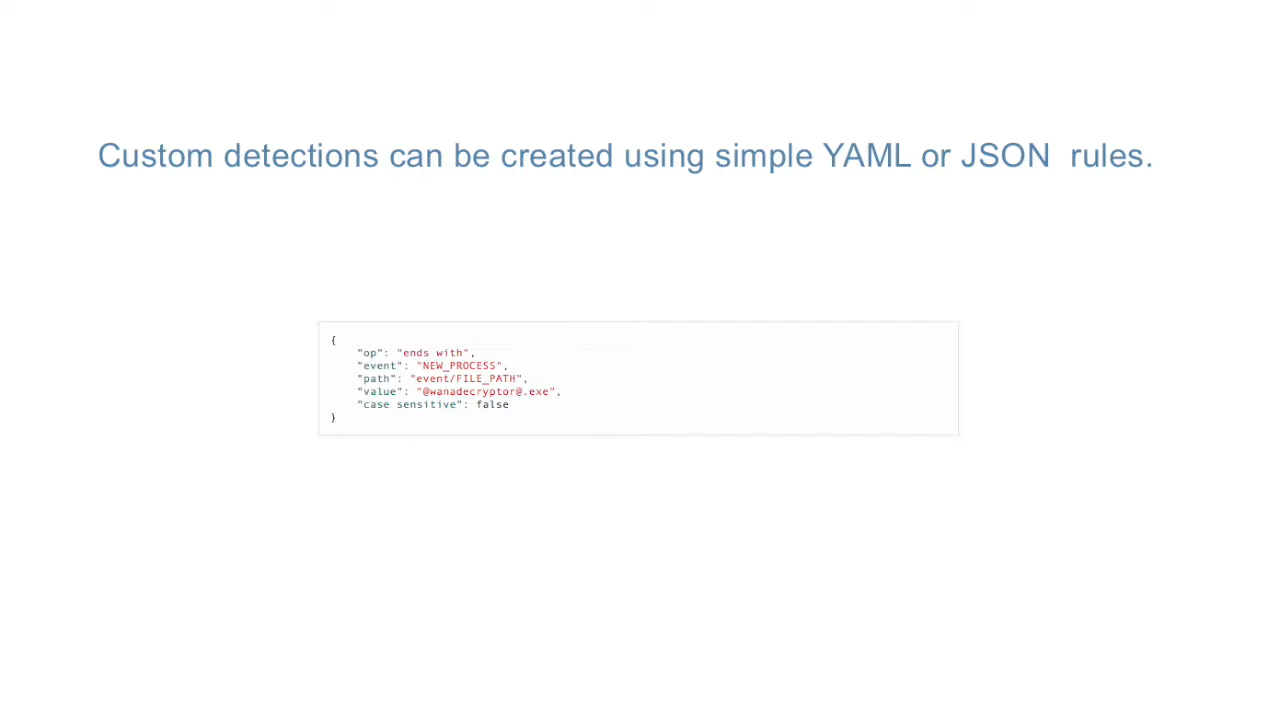 Custom detections can be created using simple YAML or JSON  rules.
{
    "op": "ends with",
    "event": "NEW_PROCESS",
    "path": "event/FILE_PATH",
    "value": "@wanadecryptor@.exe",
    "case sensitive": false
}